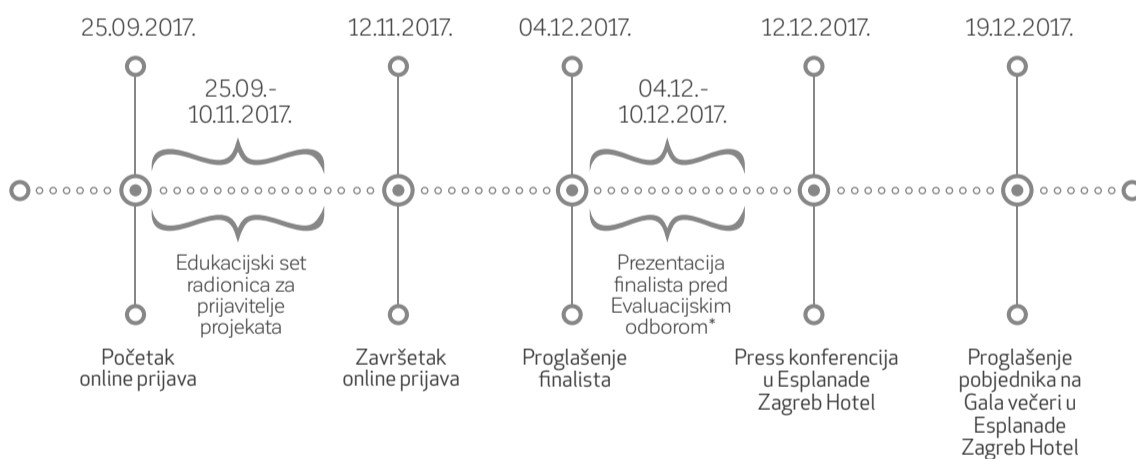 25.09.2017.
12.11.2017.
04.12.2017.
12.12.2017.
19.12.2017.
25.09.-
10.11.2017.
04.12.-
10.12.2017.
Edukacijski set
radionica za
prijavitelje
projekata
Prezentacija
finalista pred
Evaluacijskim
odborom*
Početak
online prijava
Završetak
online prijava
Proglašenje
finalista
Press konferencija
u Esplanade
Zagreb Hotel
Proglašenje
pobjednika na
Gala večeri u
Esplanade
Zagreb Hotel